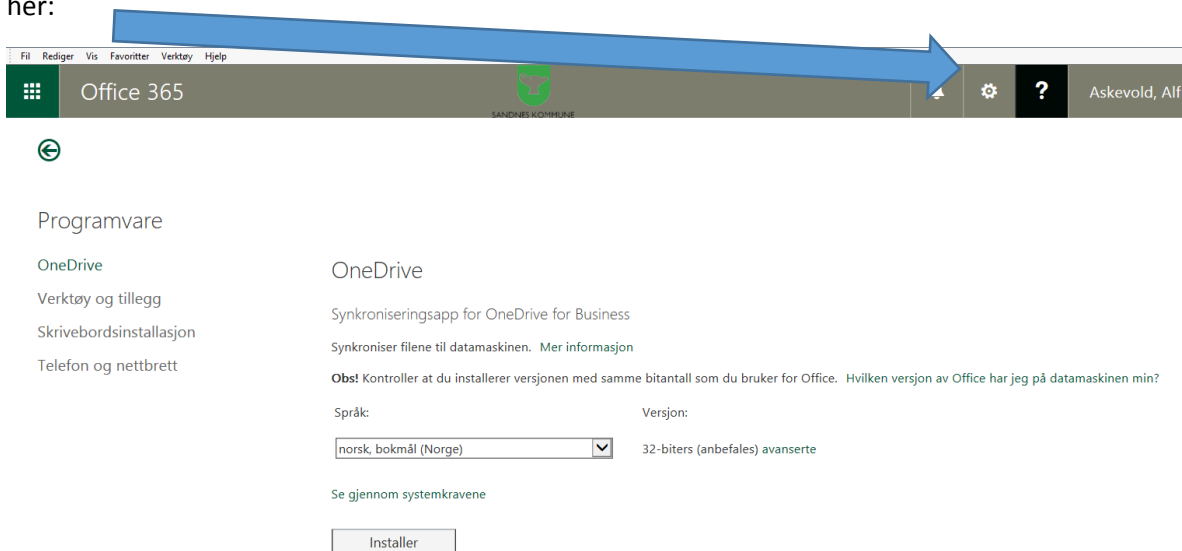 her:
Fil Rediger Vis Favoritter Verktøy Hjelp
Office 365
SANDNES KOMMUNE
? Askevold, Alf
Programvare
OneDrive
Verktøy og tillegg
Skrivebordsinstallasjon
Telefon og nettbrett
OneDrive
Synkroniseringsapp for OneDrive for Business
Synkroniser filene til datamaskinen. Mer informasjon
Obs! Kontroller at du installerer versjonen med samme bitantall som du bruker for Office. Hvilken versjon av Office har jeg på datamaskinen min?
Språk: Versjon:
norsk, bokmål (Norge) 32-biters (anbefales) avanserte
Se gjennom systemkravene
Installer